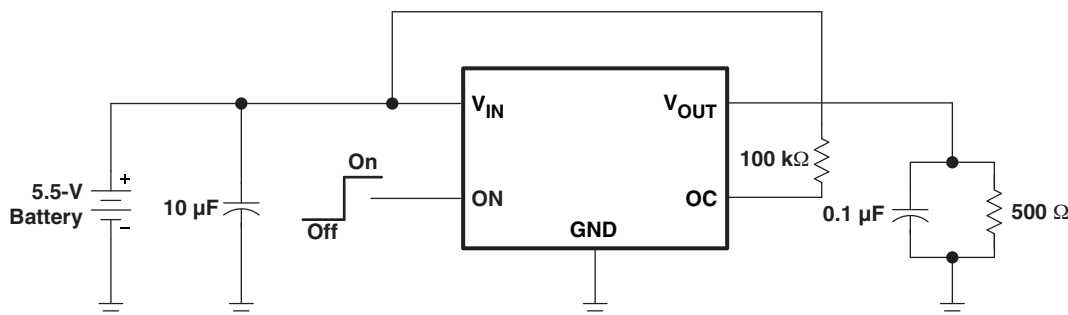 V_IN
V_OUT
100 kΩ
On
5.5-V
Battery
+
-
10 µF
ON
OC
Off
GND
0.1 µF
500 Ω